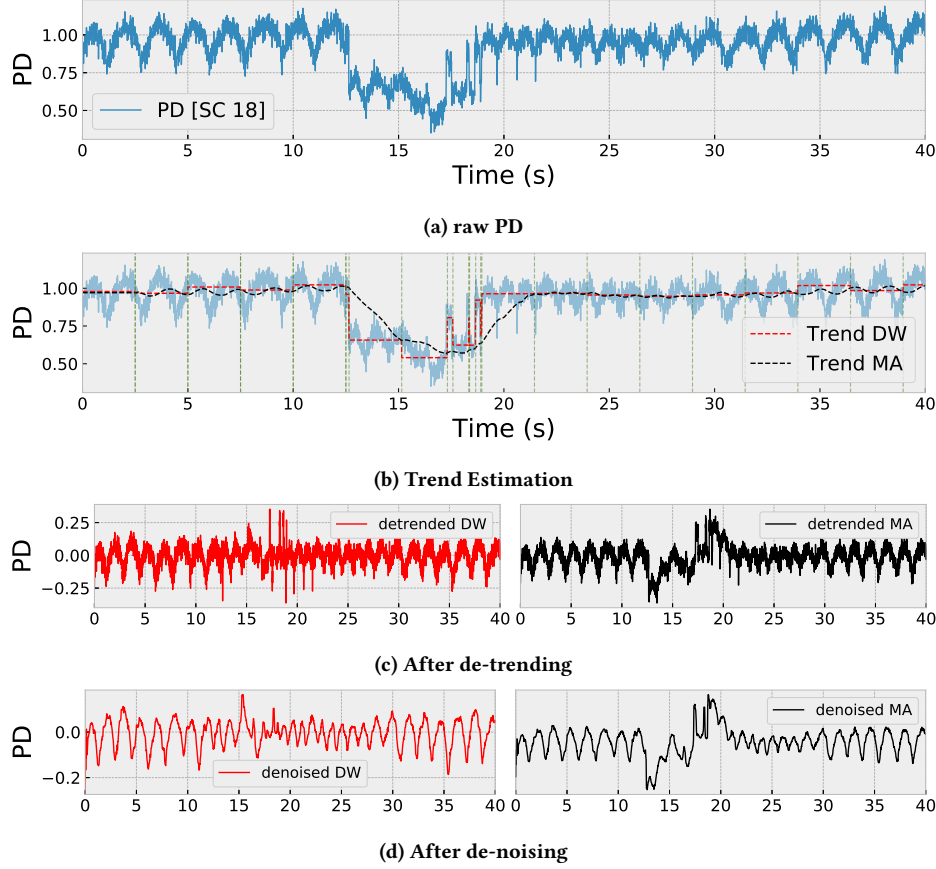 1.00
0.75
0.50
PD
PD [SC 18]
0 5 10 15 20 25 30 35 40
Time (s)
(a) raw PD
1.00
0.75
0.50
PD
Trend DW
Trend MA
0 5 10 15 20 25 30 35 40
Time (s)
(b) Trend Estimation
0.25
0.00
−0.25
PD
detrended DW
detrended MA
0 5 10 15 20 25 30 35 40 0 5 10 15 20 25 30 35 40
(c) After de-trending
0.0
−0.2
PD
denoised DW
denoised MA
0 5 10 15 20 25 30 35 40 0 5 10 15 20 25 30 35 40
(d) After de-noising